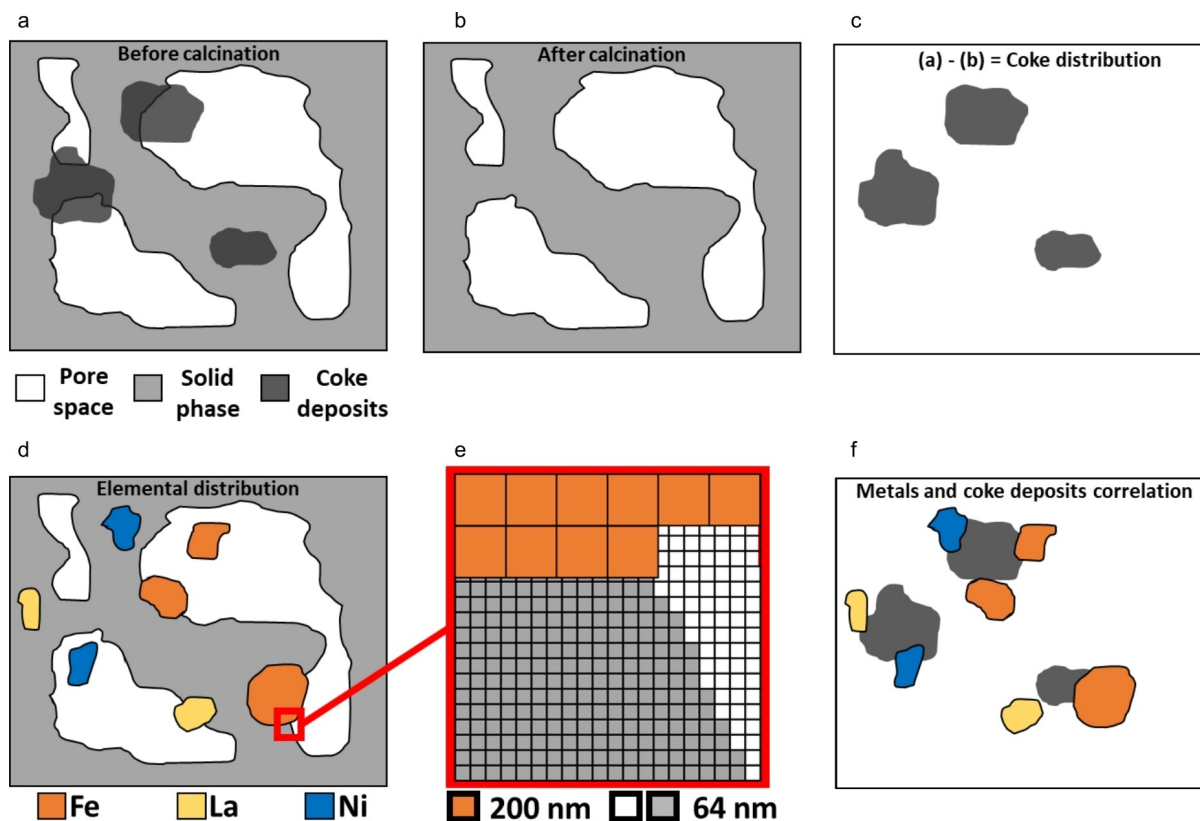 a
b
c
Before calcination
After calcination
(a) - (b) = Coke distribution
Pore space
Solid phase
Coke deposits
d
e
f
Elemental distribution
Metals and coke deposits correlation
Fe
La
Ni
200 nm
64 nm